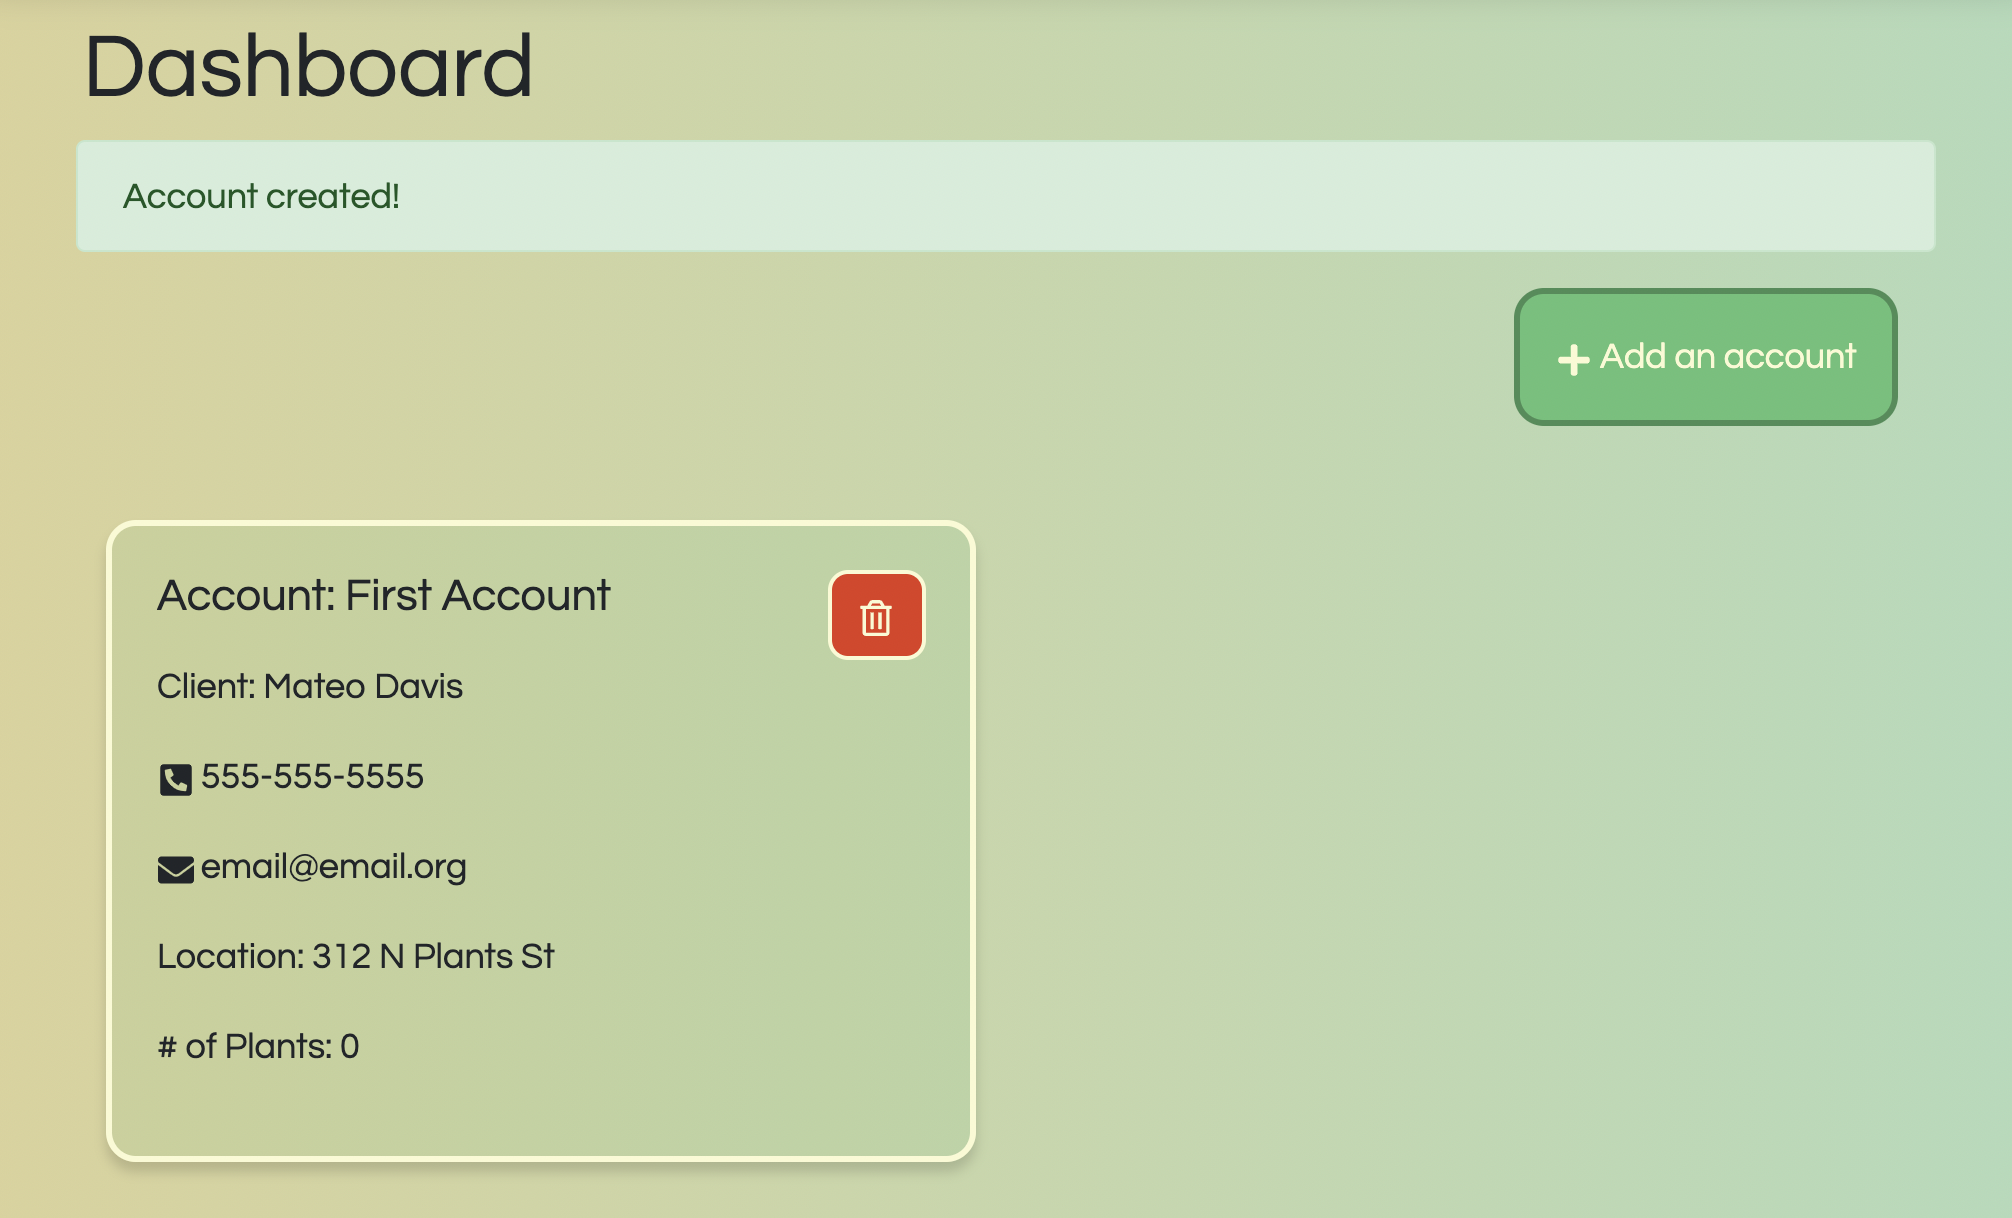 Dashboard
Account created!
Add an account
Account: First Account
Client: Mateo Davis
555-555-5555
email@email.org
Location: 312 N Plants St
# of Plants: 0